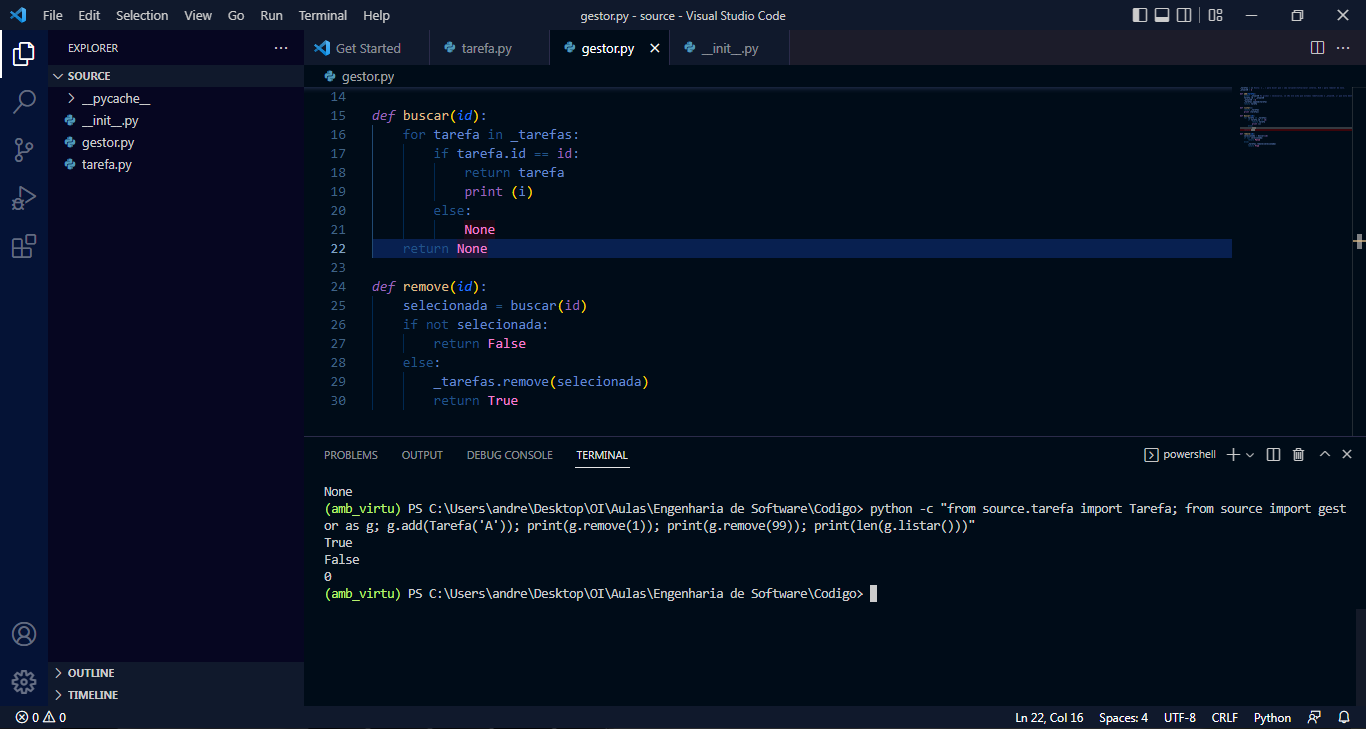 File Edit Selection View Go Run Terminal Help gestor.py - source - Visual Studio Code
EXPLORER ···
SOURCE
__pycache__
__init__.py
gestor.py
tarefa.py
OUTLINE
TIMELINE
Get Started tarefa.py gestor.py __init__.py
gestor.py
14
15 def buscar(id):
16 for tarefa in _tarefas:
17 if tarefa.id == id:
18 return tarefa
19 print (i)
20 else:
21 None
22 return None
23
24 def remove(id):
25 selecionada = buscar(id)
26 if not selecionada:
27 return False
28 else:
29 _tarefas.remove(selecionada)
30 return True
PROBLEMS OUTPUT DEBUG CONSOLE TERMINAL powershell
None
(amb_virtu) PS C:\Users\andre\Desktop\OI\Aulas\Engenharia de Software\Codigo> python -c "from source.tarefa import Tarefa; from source import gest
or as g; g.add(Tarefa('A')); print(g.remove(1)); print(g.remove(99)); print(len(g.listar()))"
True
False
0
(amb_virtu) PS C:\Users\andre\Desktop\OI\Aulas\Engenharia de Software\Codigo>
0 0 Ln 22, Col 16 Spaces: 4 UTF-8 CRLF Python